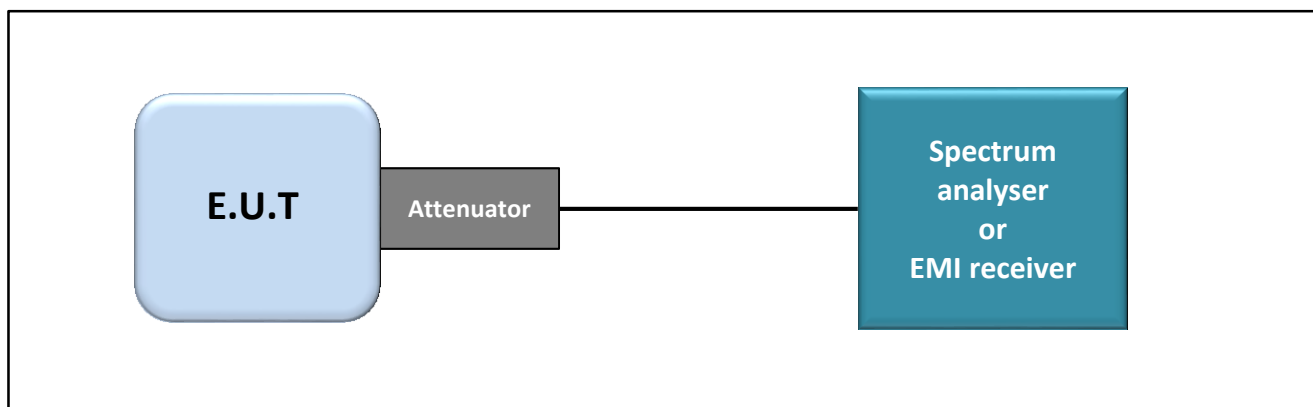 E.U.T
Attenuator
Spectrum
analyser
or
EMI receiver